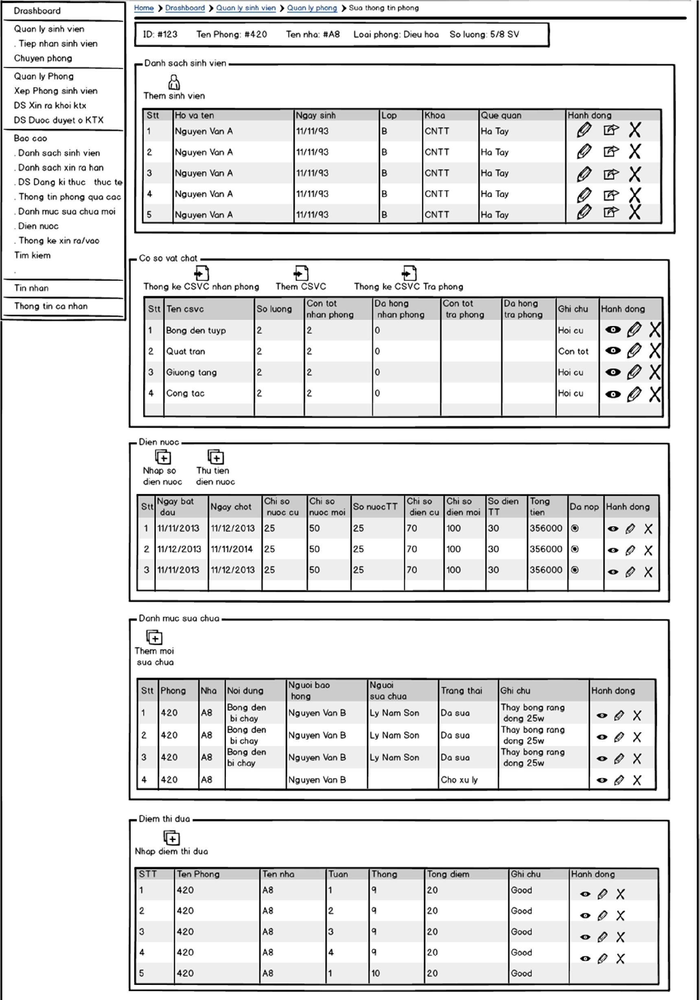 Drashboard
Quan ly sinh vien
. Tiep nhan sinh vien
Chuyen phong
Quan ly Phong
Xep Phong sinh vien
DS Xin ra khoi ktx
DS Duoc duyet o KTX
Bao cao
. Danh sach sinh vien
. Danh sach xin ra han
. DS Dang ki thuc thuc te
. Thong tin phong qua cac
. Danh muc sua chua moi
. Dien nuoc
. Thong ke xin ra/vao
Tim kiem
.
Tin nhan
Thong tin ca nhan
Home Drashboard Quan ly sinh vien Quan ly phong Sua thong tin phong
ID: #123 Ten Phong: #420 Ten nha: #A8 Loai phong: Dieu hoa So luong: 5/8 SV
Danh sach sinh vien
Them sinh vien
Stt Ho va ten Ngay sinh Lop Khoa Que quan Hanh dong
1 Nguyen Van A 11/11/93 B CNTT Ha Tay
2 Nguyen Van A 11/11/93 B CNTT Ha Tay
3 Nguyen Van A 11/11/93 B CNTT Ha Tay
4 Nguyen Van A 11/11/93 B CNTT Ha Tay
5 Nguyen Van A 11/11/93 B CNTT Ha Tay
Co so vat chat
Thong ke CSVC nhan phong Them CSVC Thong ke CSVC Tra phong
Stt Ten csvc So luong Con tot nhan phong Da hong nhan phong Con tot tra phong Da hong tra phong Ghi chu Hanh dong
1 Bong den tuyp 2 2 0 Hoi cu
2 Quat tran 2 2 0 Con tot
3 Giuong tang 2 2 0 Hoi cu
4 Cong tac 2 2 0 Hoi cu
Dien nuoc
Nhap so dien nuoc Thu tien dien nuoc
Stt Ngay bat dau Ngay chot Chi so nuoc cu Chi so nuoc moi So nuocTT Chi so dien cu Chi so dien moi So dien TT Tong tien Da nop Hanh dong
1 11/11/2013 11/12/2013 25 50 25 70 100 30 356000
2 11/12/2013 11/11/2014 25 50 25 70 100 30 356000
3 11/11/2013 11/12/2013 25 50 25 70 100 30 356000
Danh muc sua chua
Them moi
sua chua
Stt Phong Nha Noi dung Nguoi bao hong Nguoi sua chua Trang thai Ghi chu Hanh dong
1 420 A8 Bong den bi chay Nguyen Van B Ly Nam Son Da sua Thay bong rang dong 25w
2 420 A8 Bong den bi chay Nguyen Van B Ly Nam Son Da sua Thay bong rang dong 25w
3 420 A8 Bong den bi chay Nguyen Van B Ly Nam Son Da sua Thay bong rang dong 25w
4 420 A8 Nguyen Van B Cho xu ly
Diem thi dua
Nhap diem thi dua
STT Ten Phong Ten nha Tuan Thang Tong diem Ghi chu Hanh dong
1 420 A8 1 9 20 Good
2 420 A8 2 9 20 Good
3 420 A8 3 9 20 Good
4 420 A8 4 9 20 Good
5 420 A8 1 10 20 Good